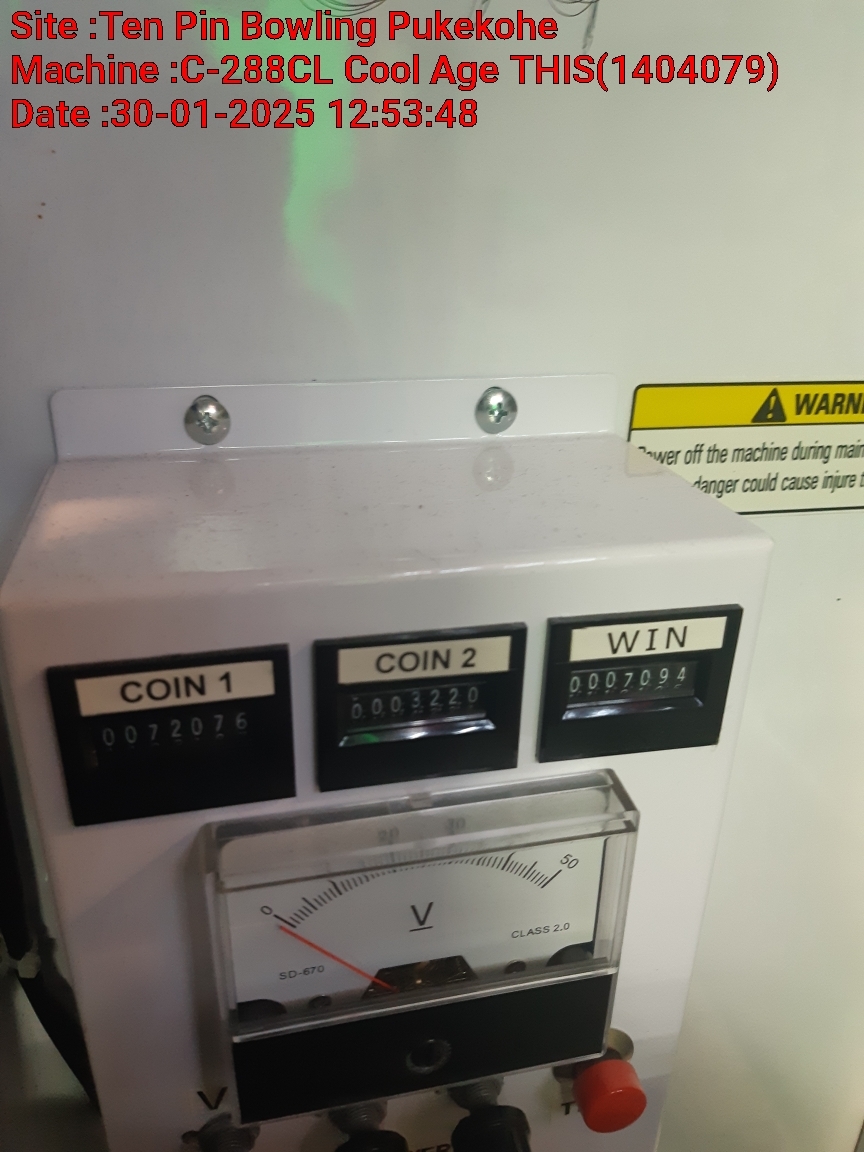 Site :Ten Pin Bowling Pukekohe
Machine :C-288CL Cool Age THIS(1404079)
Date :30-01-2025 12:53:48
WARNI
Power off the machine during main
danger could cause injure t
COIN 1
0072076
COIN 2
0003220
WIN
0007094
0
50
V
CLASS 2.0
SD-670
V